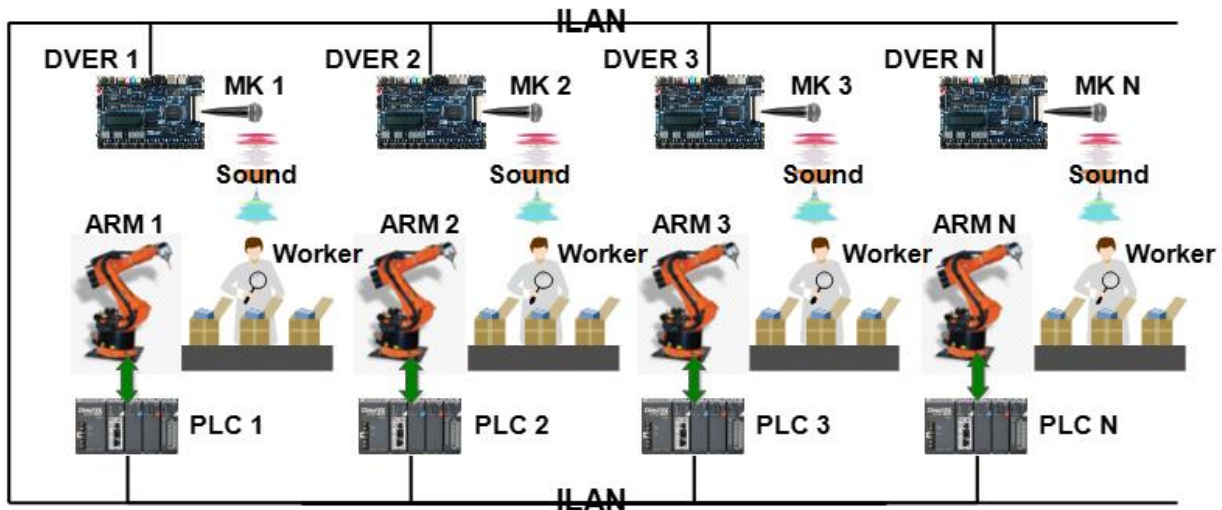 ILAN
DVER 1
MK 1
DVER 2
MK 2
DVER 3
MK 3
DVER N
MK N
Sound
Sound
Sound
Sound
ARM 1
Worker
ARM 2
Worker
ARM 3
Worker
ARM N
Worker
PLC 1
PLC 2
PLC 3
PLC N
ILAN